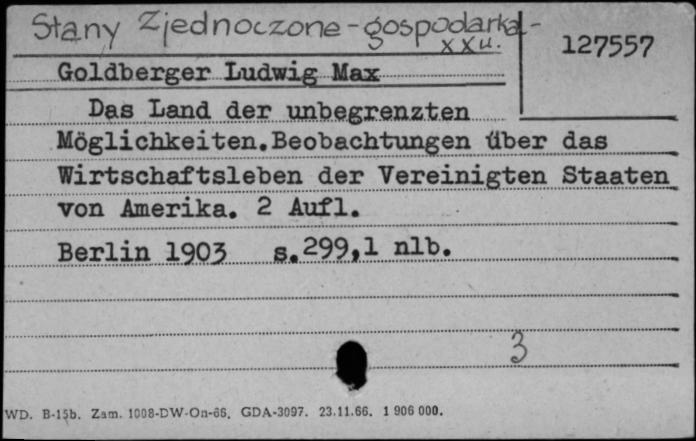 Stany Zjednoczone-gospodarka-
XX w.
127557
Goldberger Ludwig Max
Das Land der unbegrenzten
Möglichkeiten.Beobachtungen über das
Wirtschaftsleben der Vereinigten Staaten
von Amerika. 2 Aufl.
Berlin 1903 s.299,1 nlb.
3
WD. B-15b. Zam. 1008-DW-On-66. GDA-3097. 23.11.66. 1 906 000.